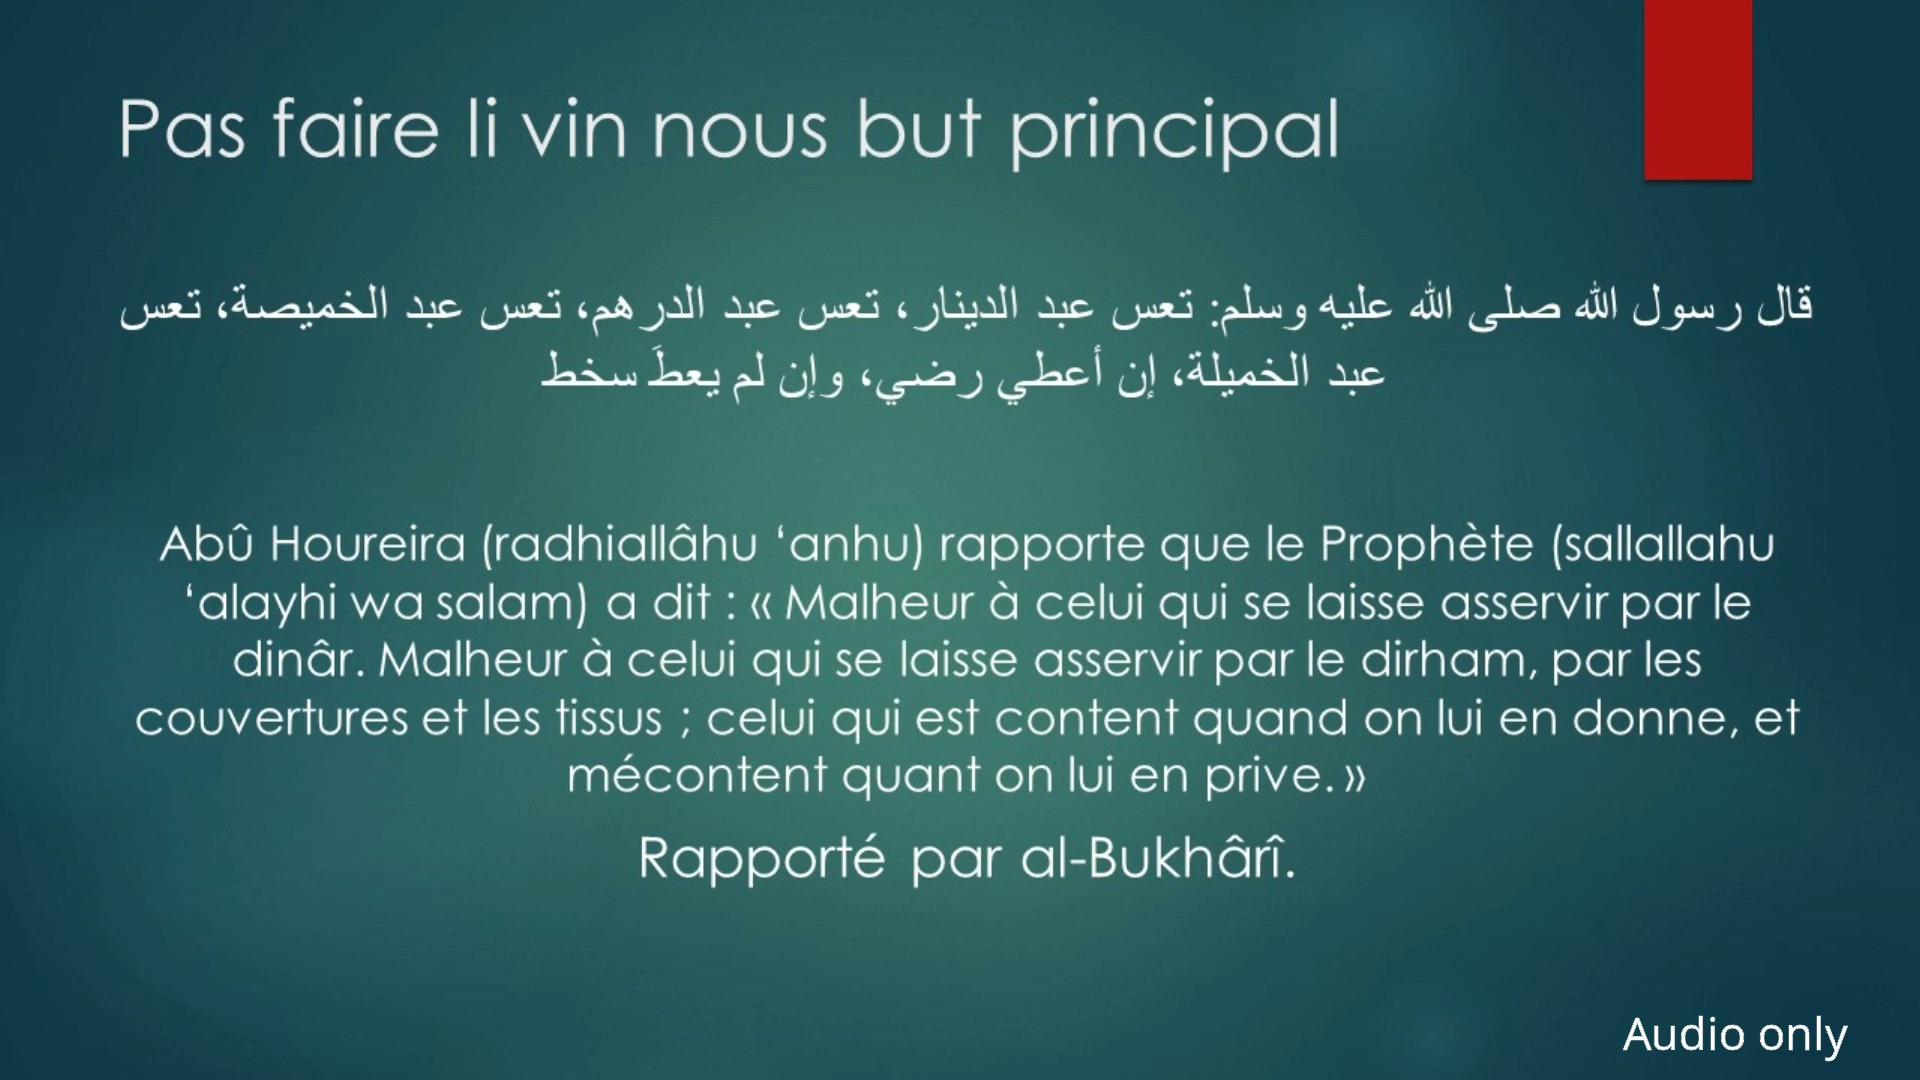 Pas faire li vin nous but principal
قال رسول الله صلى الله عليه وسلم: تعس عبد الدينار، تعس عبد الدرهم، تعس عبد الخميصة، تعس
عبد الخميلة، إن أعطي رضي، وإن لم يعطَ سخط
Abû Houreira (radhiallâhu ‘anhu) rapporte que le Prophète (sallallahu
‘alayhi wa salam) a dit : « Malheur à celui qui se laisse asservir par le
dinâr. Malheur à celui qui se laisse asservir par le dirham, par les
couvertures et les tissus ; celui qui est content quand on lui en donne, et
mécontent quant on lui en prive. »
Rapporté par al-Bukhârî.
Audio only